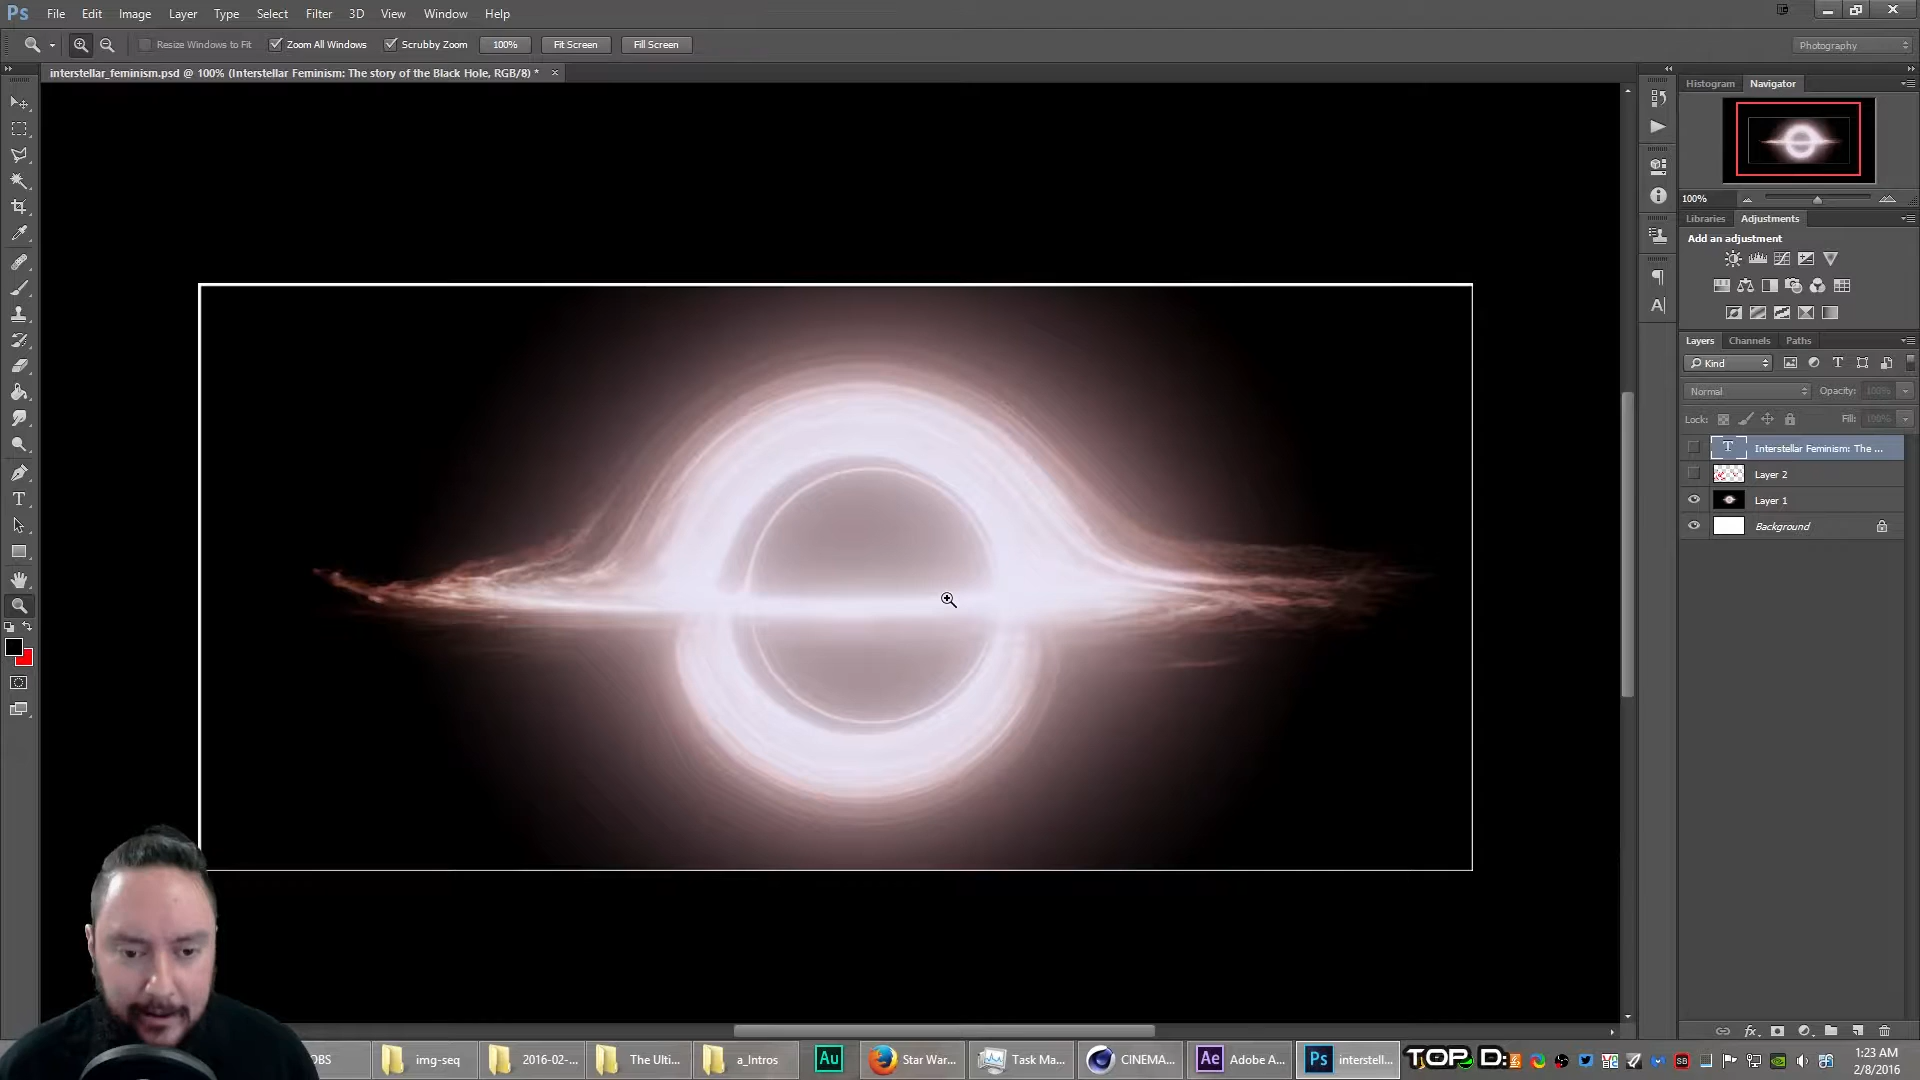 Ps File Edit Image Layer Type Select Filter 3D View Window Help
Resize Windows to Fit Zoom All Windows Scrubby Zoom 100% Fit Screen Fill Screen Photography
interstellar_feminism.psd @ 100% (Interstellar Feminism: The story of the Black Hole, RGB/8) *
Histogram Navigator
100%
Libraries Adjustments
Add an adjustment
Layers Channels Paths
Kind
Normal Opacity: 100%
Lock: Fill: 100%
T Interstellar Feminism: The ...
Layer 2
Layer 1
Background
OBS img-seq 2016-02-... The Ulti... a_Intros Au Star War... Task Ma... CINEMA... Ae Adobe A... Ps interstell... TOP D:
1:23 AM
2/8/2016